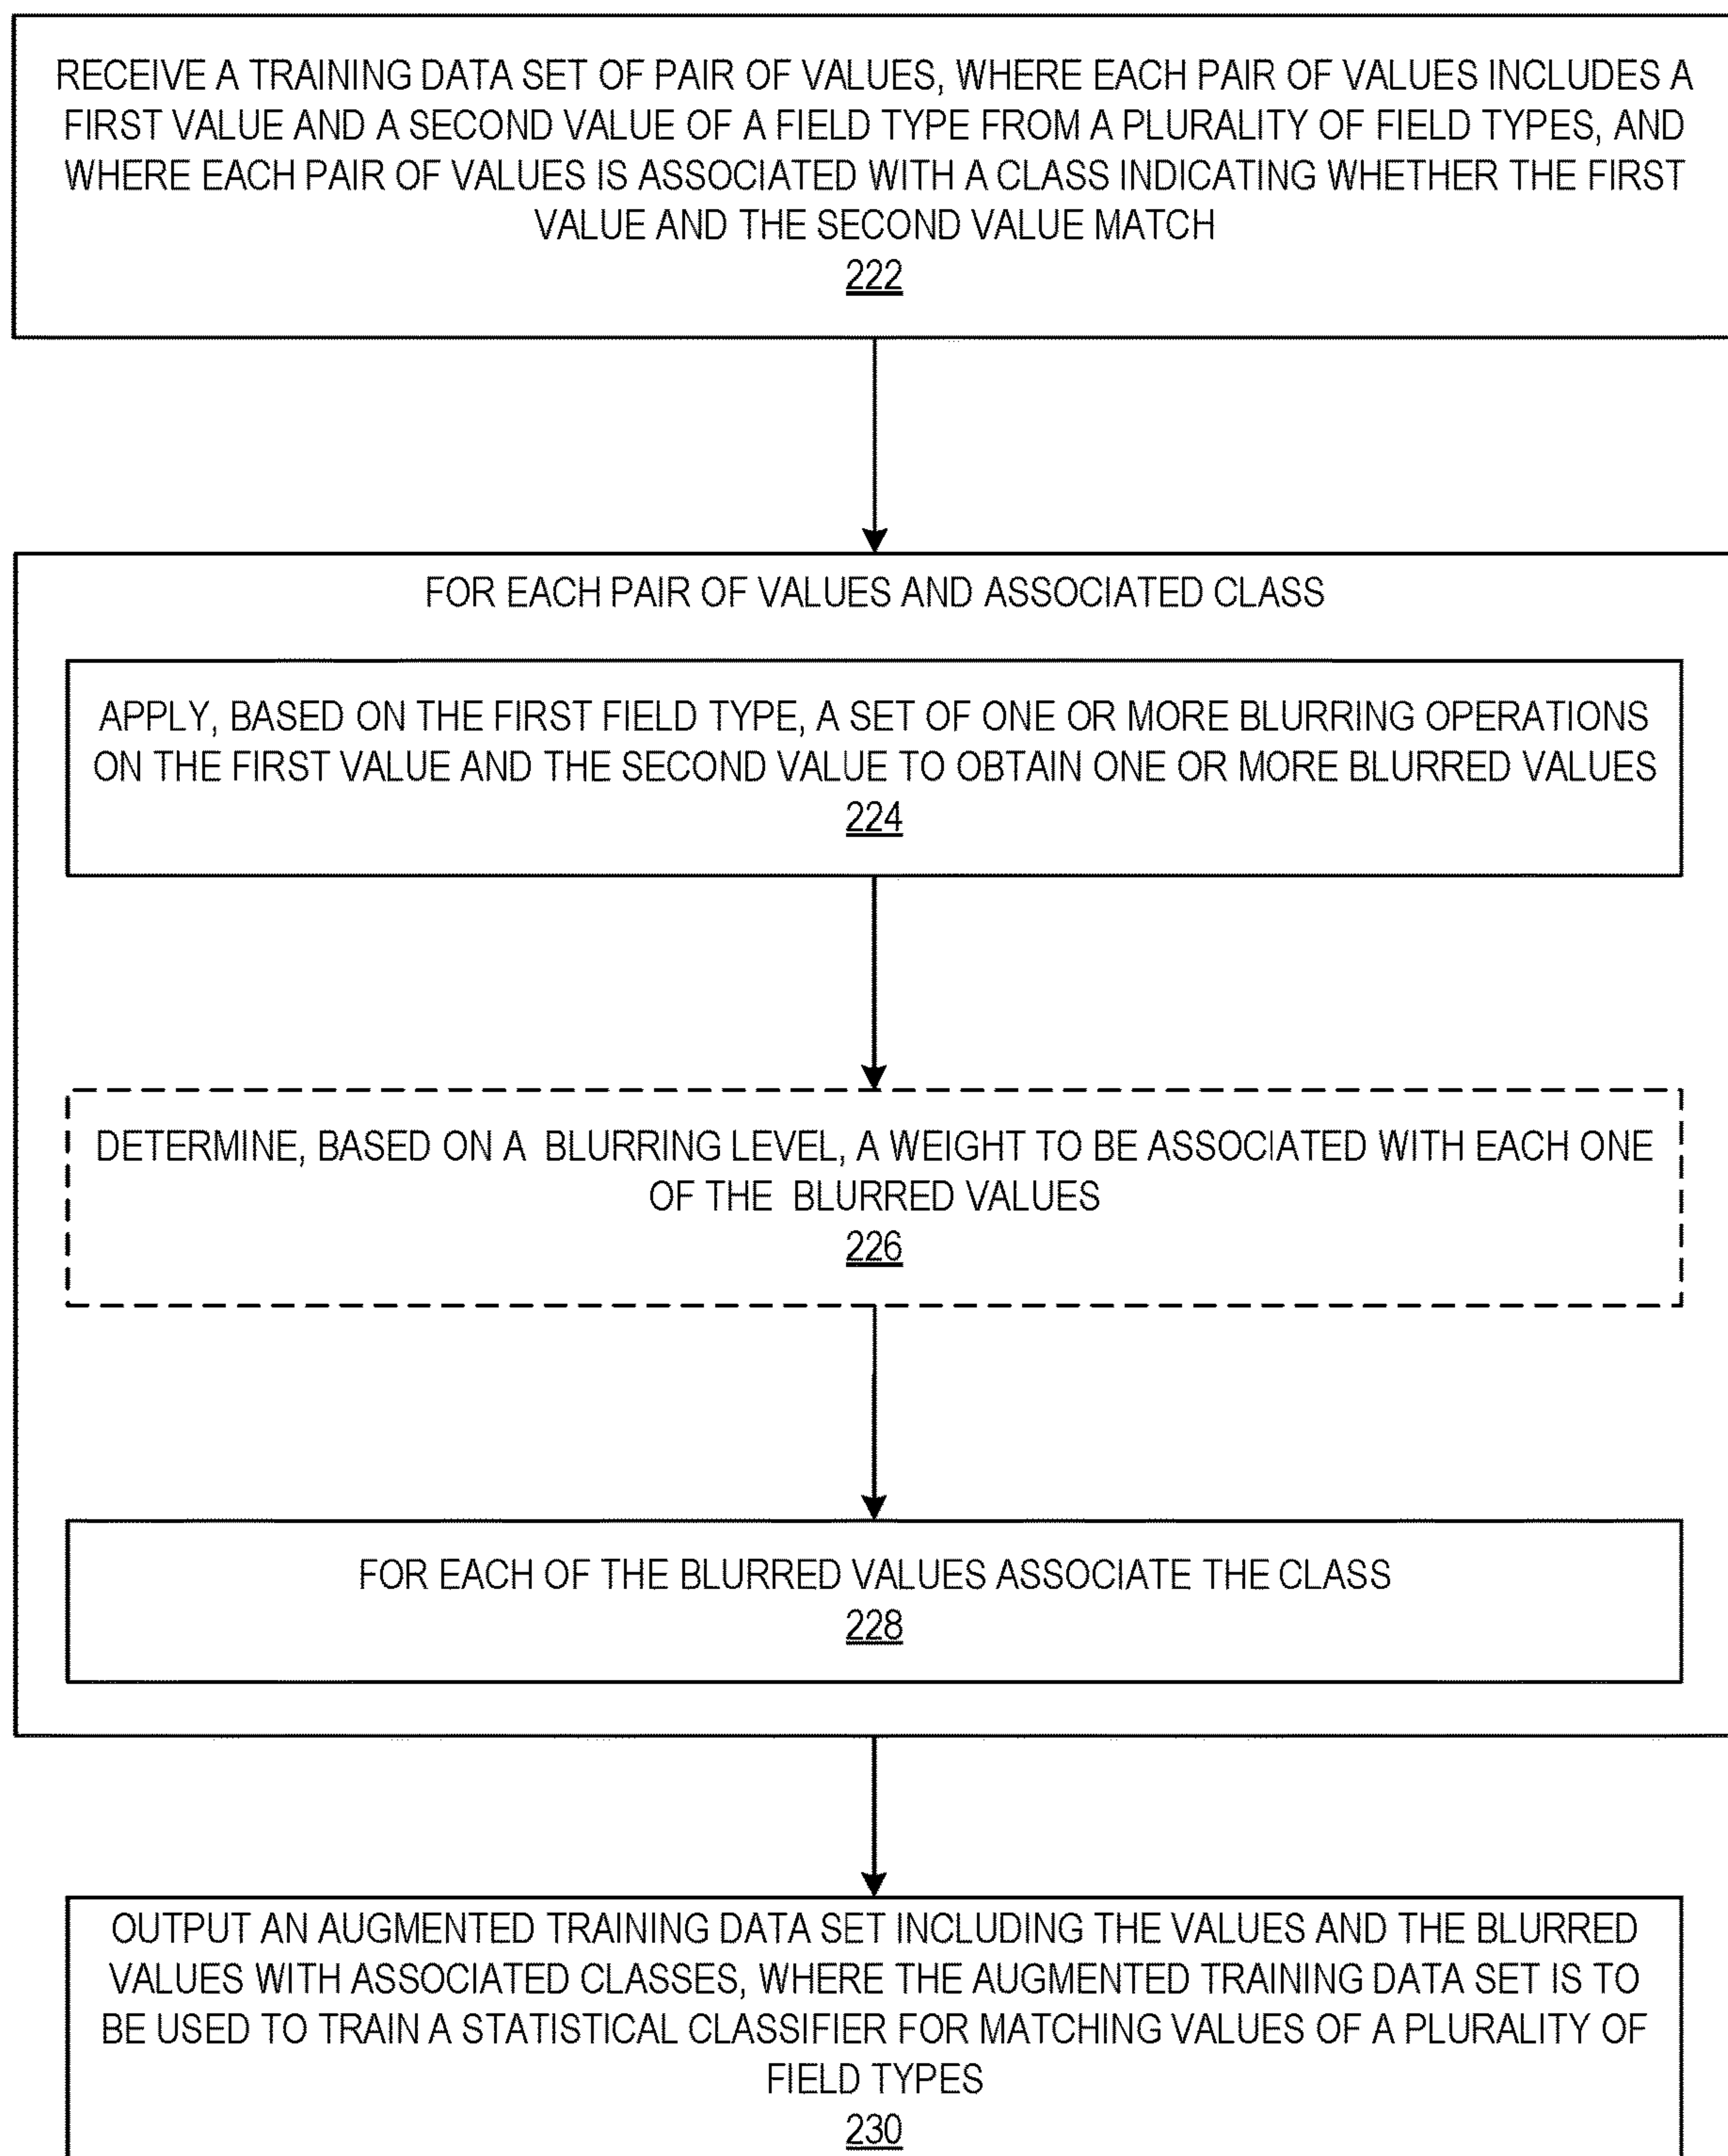 RECEIVE A TRAINING DATA SET OF PAIR OF VALUES, WHERE EACH PAIR OF VALUES INCLUDES A
FIRST VALUE AND A SECOND VALUE OF A FIELD TYPE FROM A PLURALITY OF FIELD TYPES, AND
WHERE EACH PAIR OF VALUES IS ASSOCIATED WITH A CLASS INDICATING WHETHER THE FIRST
VALUE AND THE SECOND VALUE MATCH
222
FOR EACH PAIR OF VALUES AND ASSOCIATED CLASS
APPLY, BASED ON THE FIRST FIELD TYPE, A SET OF ONE OR MORE BLURRING OPERATIONS
ON THE FIRST VALUE AND THE SECOND VALUE TO OBTAIN ONE OR MORE BLURRED VALUES
224
DETERMINE, BASED ON A BLURRING LEVEL, A WEIGHT TO BE ASSOCIATED WITH EACH ONE
OF THE BLURRED VALUES
226
FOR EACH OF THE BLURRED VALUES ASSOCIATE THE CLASS
228
OUTPUT AN AUGMENTED TRAINING DATA SET INCLUDING THE VALUES AND THE BLURRED
VALUES WITH ASSOCIATED CLASSES, WHERE THE AUGMENTED TRAINING DATA SET IS TO
BE USED TO TRAIN A STATISTICAL CLASSIFIER FOR MATCHING VALUES OF A PLURALITY OF
FIELD TYPES
230